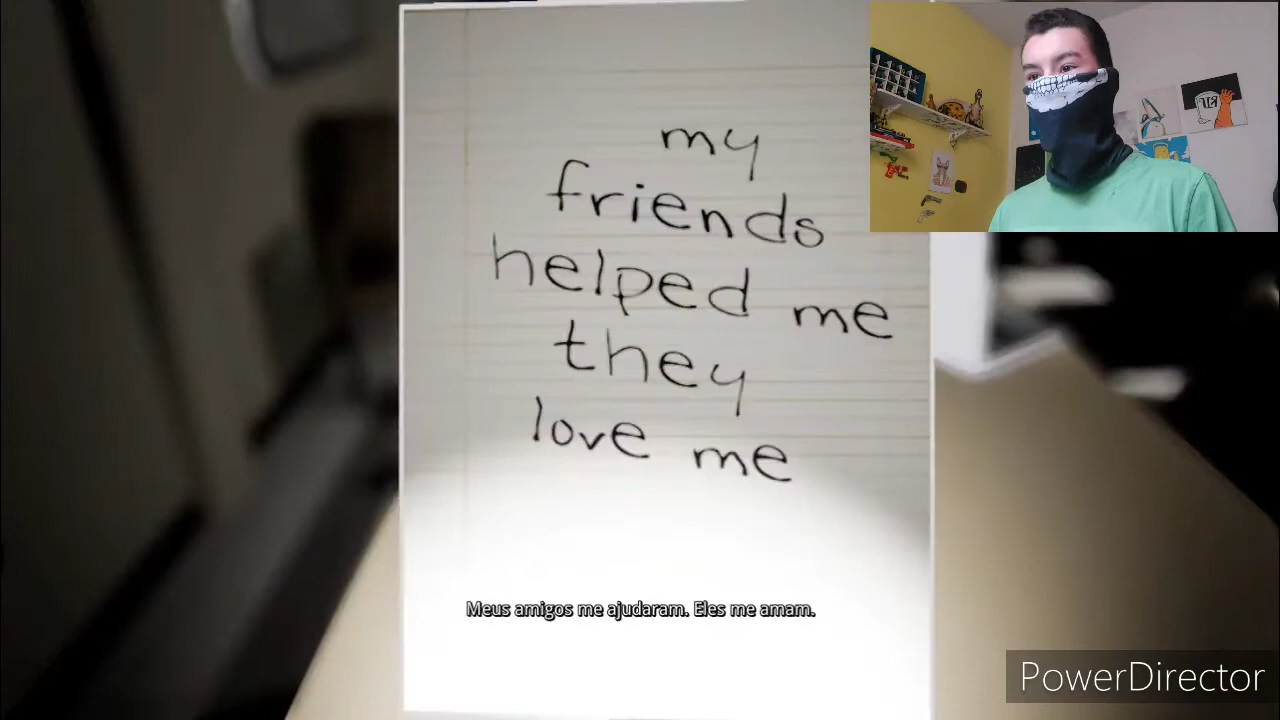 my
friends
helped me
they
love me
Meus amigos me ajudaram. Eles me amam.
PowerDirector